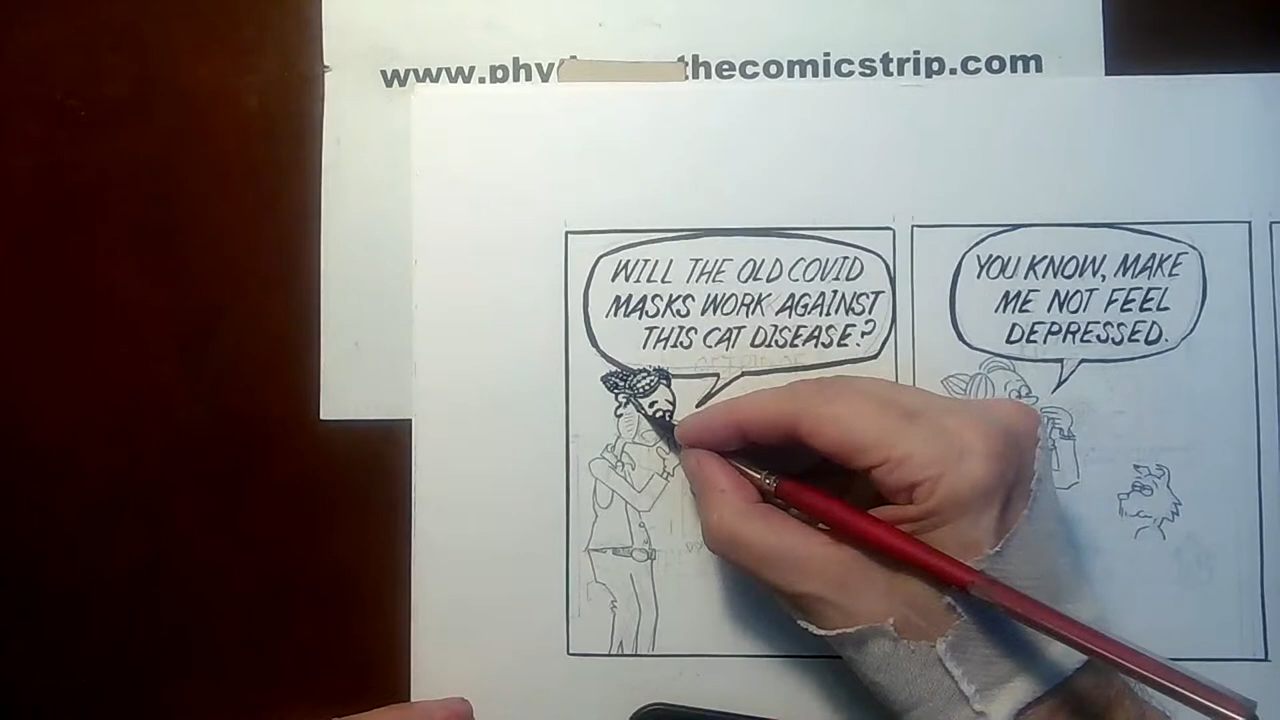 www.phy thecomicstrip.com
WILL THE OLD COVID
MASKS WORK AGAINST
THIS CAT DISEASE?
YOU KNOW, MAKE
ME NOT FEEL
DEPRESSED.